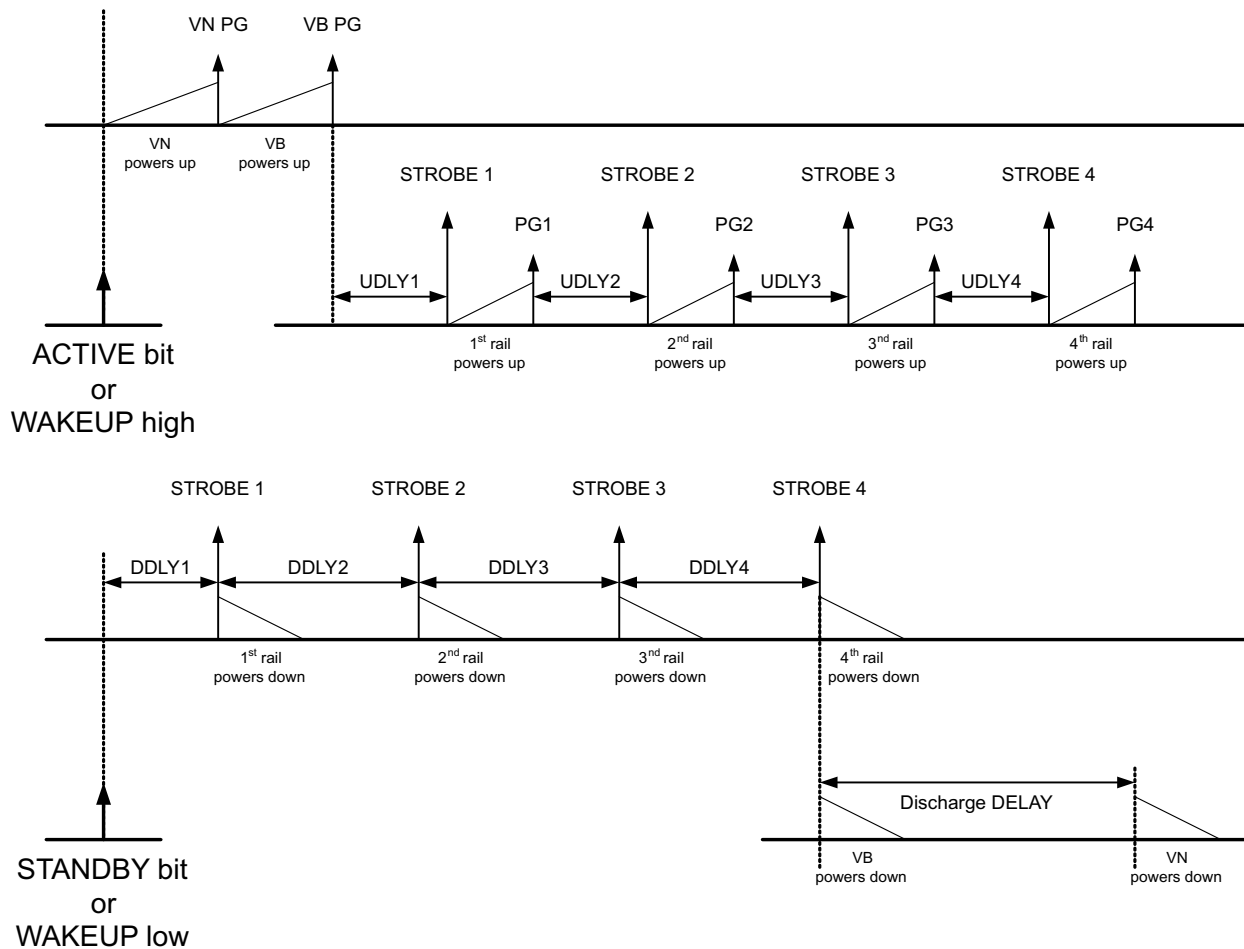 VN PG
VB PG
VN
powers up
VB
powers up
STROBE 1
STROBE 2
STROBE 3
STROBE 4
PG1
PG2
PG3
PG4
UDLY1
UDLY2
UDLY3
UDLY4
1st rail
powers up
2nd rail
powers up
3nd rail
powers up
4th rail
powers up
ACTIVE bit
or
WAKEUP high
STROBE 1
STROBE 2
STROBE 3
STROBE 4
DDLY1
DDLY2
DDLY3
DDLY4
1st rail
powers down
2nd rail
powers down
3nd rail
powers down
4th rail
powers down
Discharge DELAY
VB
powers down
VN
powers down
STANDBY bit
or
WAKEUP low